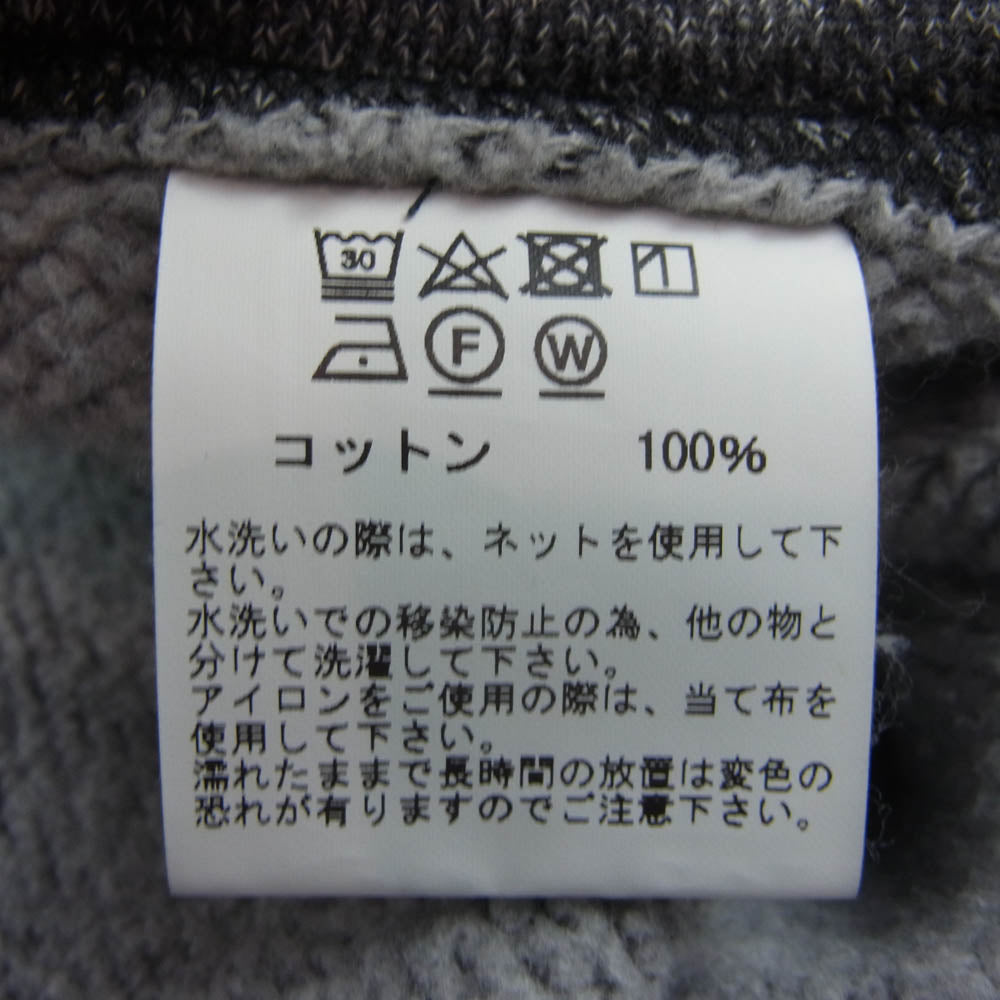 30
F W
コットン 100%
水洗いの際は、ネットを使用して下
さい。
水洗いでの移染防止の為、他の物と
分けて洗濯して下さい。
アイロンをご使用の際は、当て布を
使用して下さい。
濡れたままで長時間の放置は変色の
恐れが有りますのでご注意下さい。